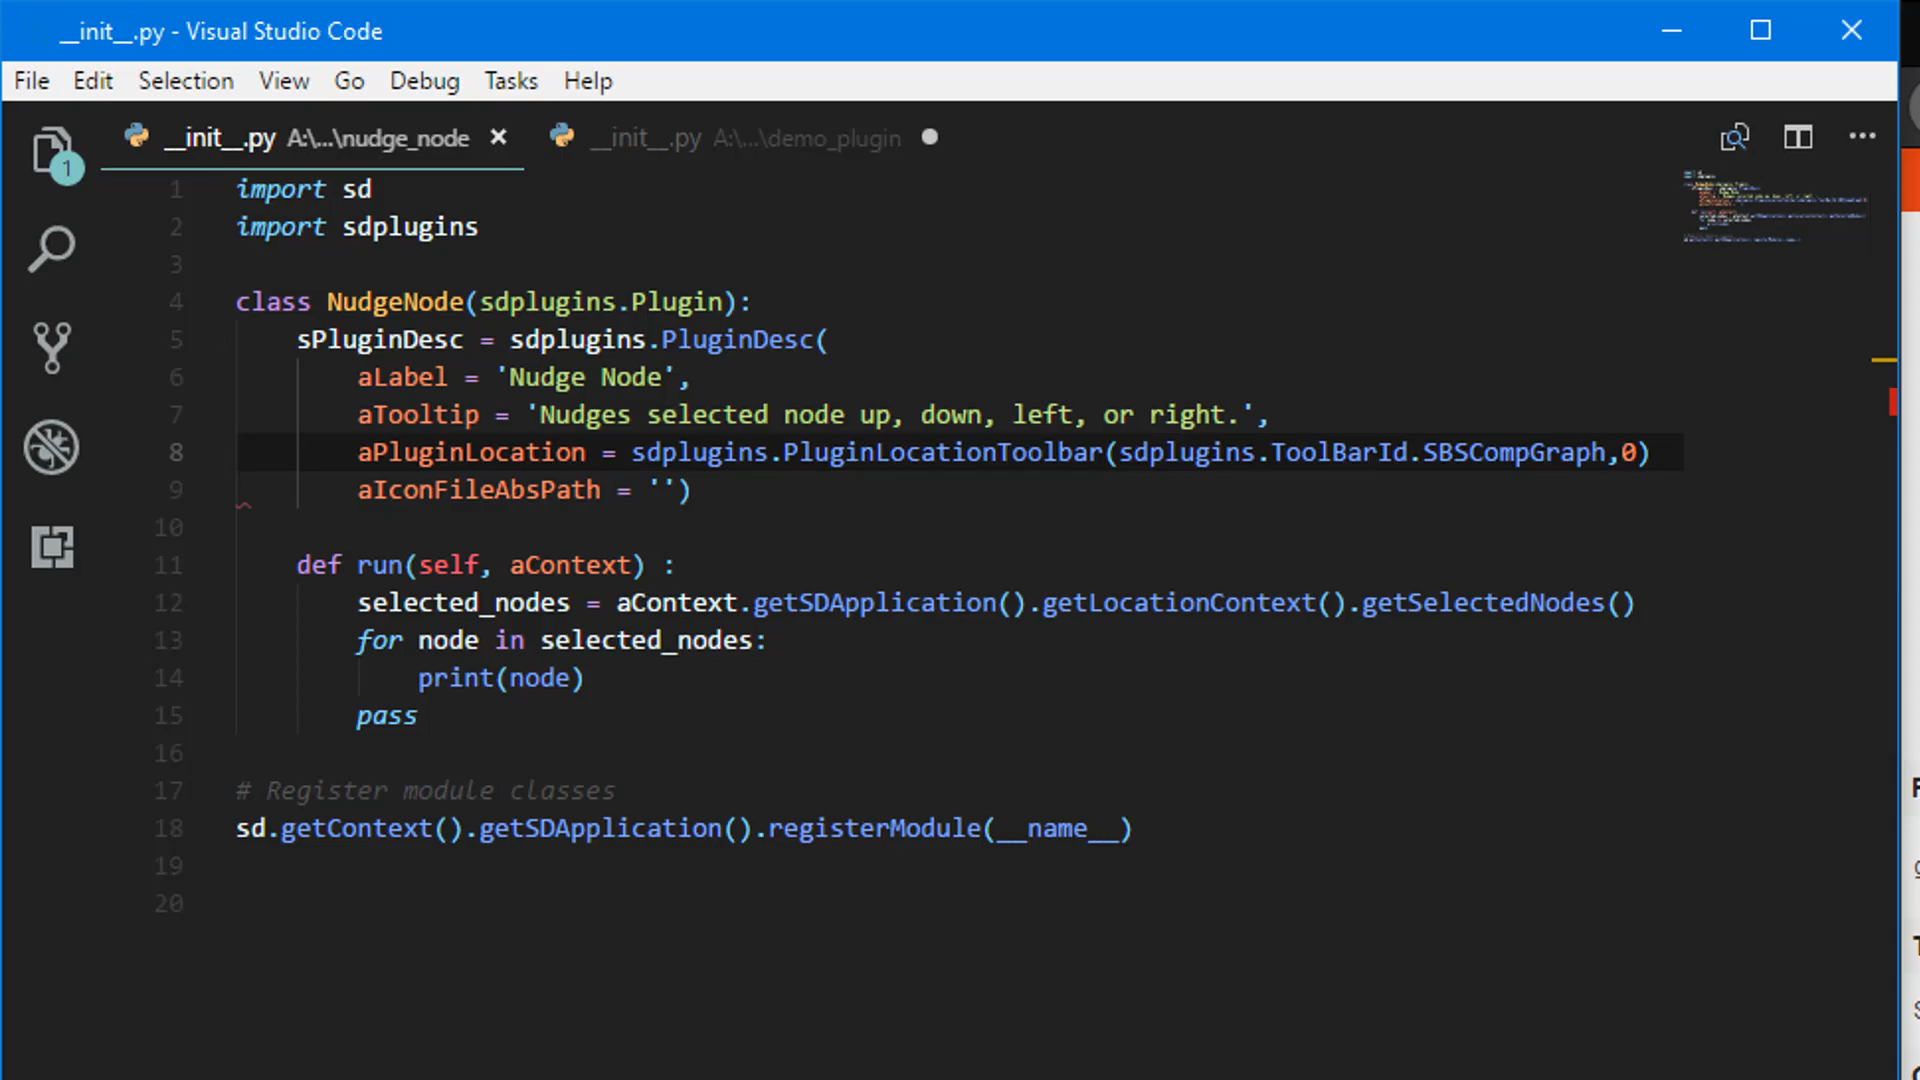 __init__.py - Visual Studio Code
File Edit Selection View Go Debug Tasks Help
__init__.py A:\...\nudge_node × __init__.py A:\...\demo_plugin
1
1 import sd
2 import sdplugins
3
4 class NudgeNode(sdplugins.Plugin):
5 sPluginDesc = sdplugins.PluginDesc(
6 aLabel = 'Nudge Node',
7 aTooltip = 'Nudges selected node up, down, left, or right.',
8 aPluginLocation = sdplugins.PluginLocationToolbar(sdplugins.ToolBarId.SBSCompGraph,0)
9 aIconFileAbsPath = '')
10
11 def run(self, aContext) :
12 selected_nodes = aContext.getSDApplication().getLocationContext().getSelectedNodes()
13 for node in selected_nodes:
14 print(node)
15 pass
16
17 # Register module classes
18 sd.getContext().getSDApplication().registerModule(__name__)
19
20